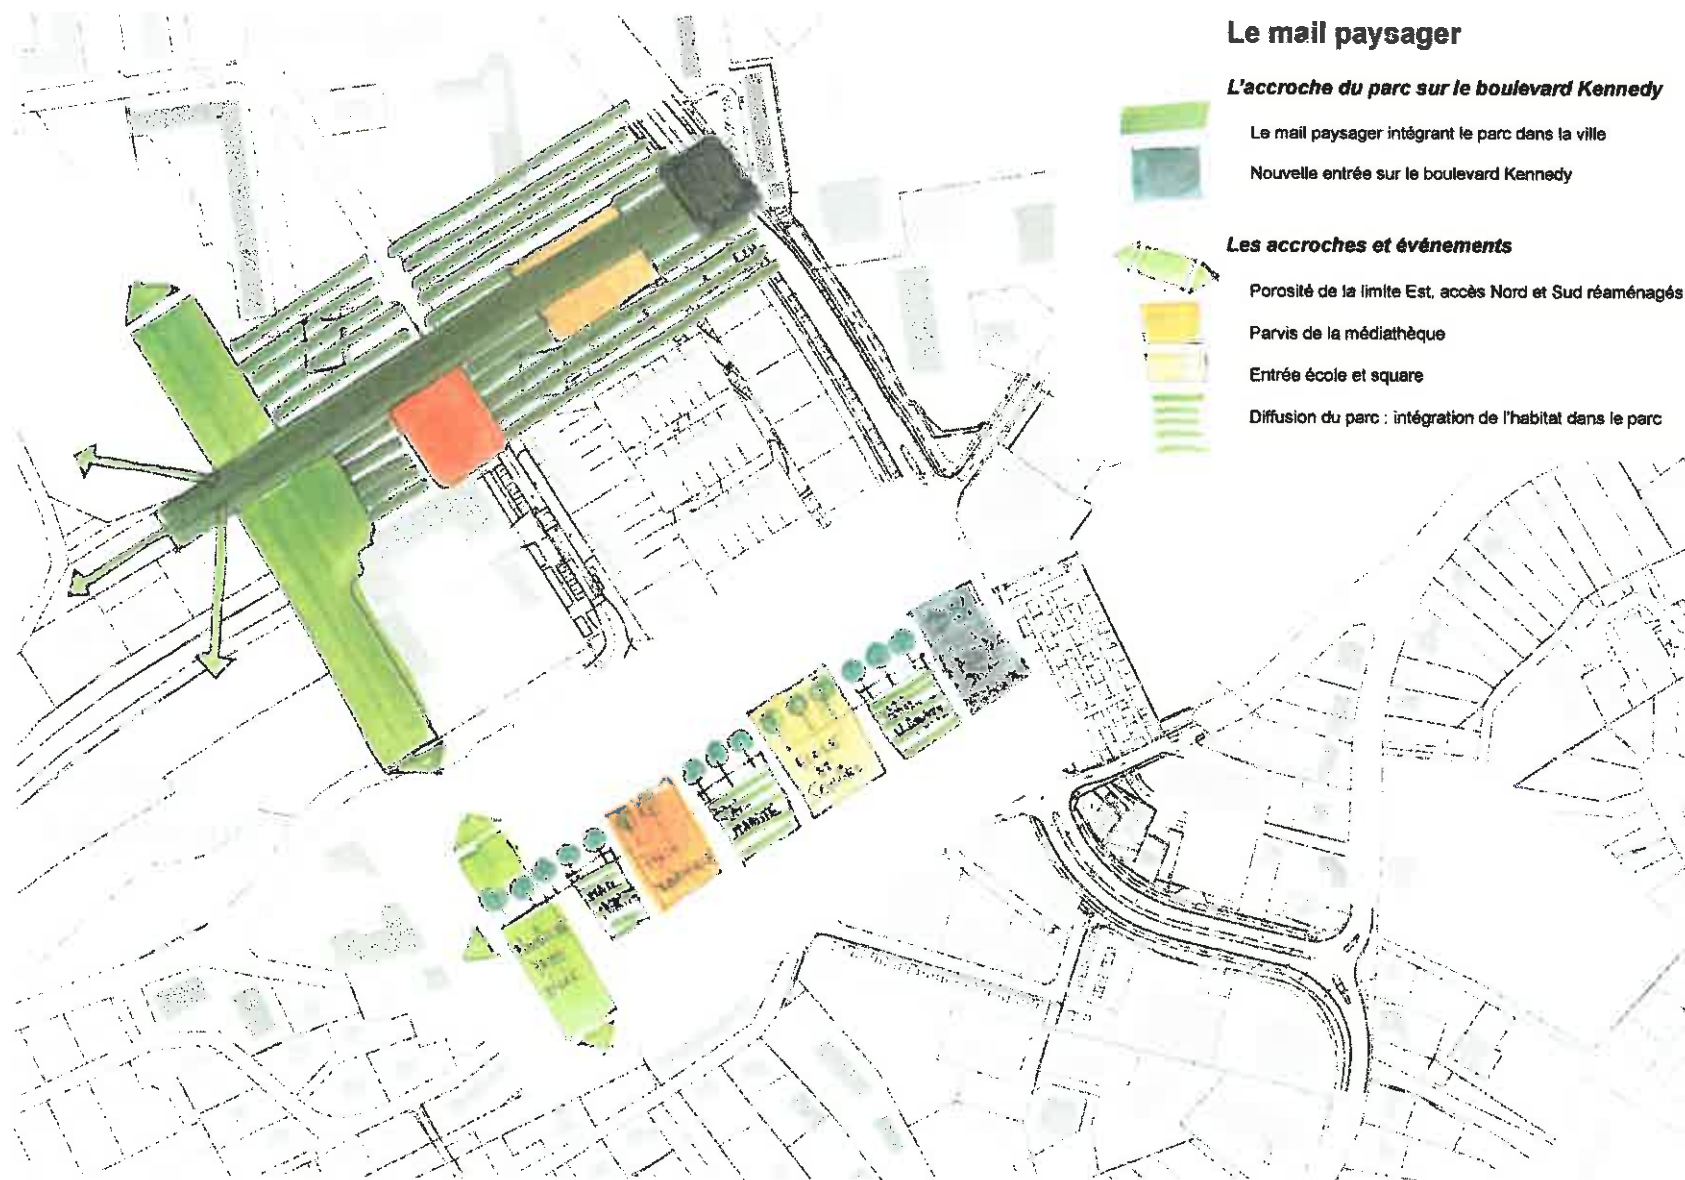 Le mail paysager
L'accroche du parc sur le boulevard Kennedy
Le mail paysager intégrant le parc dans la ville
Nouvelle entrée sur le boulevard Kennedy
Les accroches et événements
Porosité de la limite Est, accès Nord et Sud réaménagés
Parvis de la médiathèque
Entrée école et square
Diffusion du parc : intégration de l'habitat dans le parc
MAIL